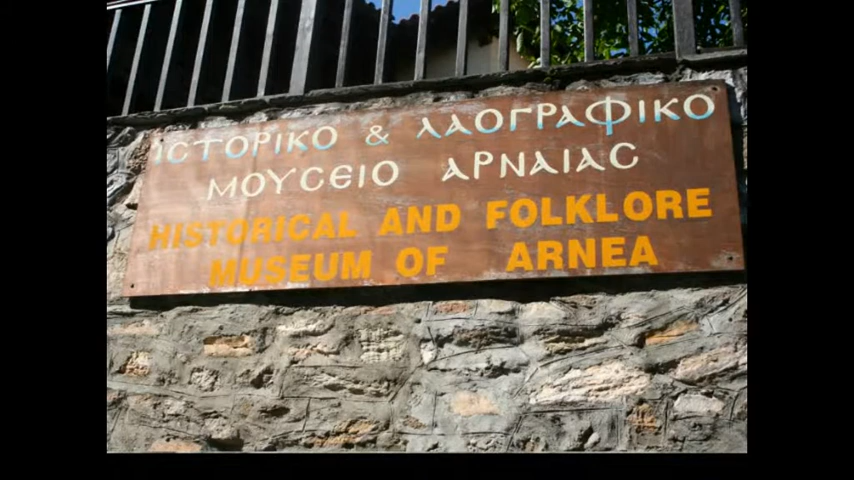 ΙϹΤΟΡΙΚΟ & ΛΑΟΓΡΑΦΙΚΟ
ΜΟΥϹΕΙΟ ΑΡΝΑΙΑϹ
HISTORICAL AND FOLKLORE
MUSEUM OF ARNEA